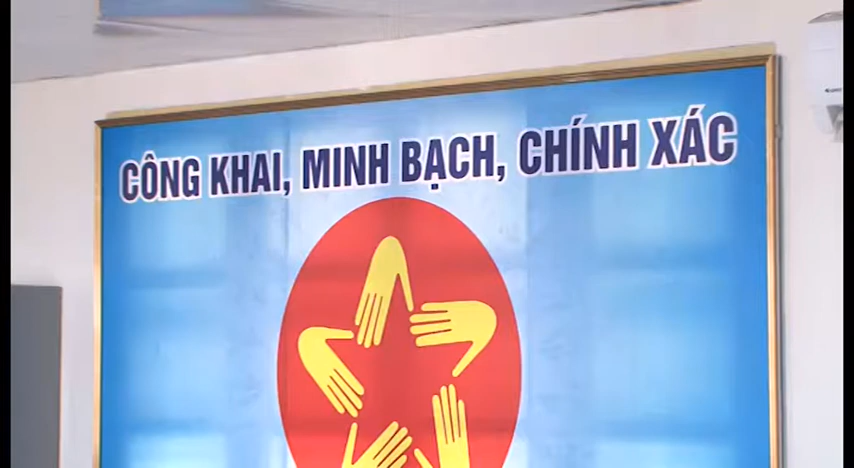 CÔNG KHAI, MINH BẠCH, CHÍNH XÁC